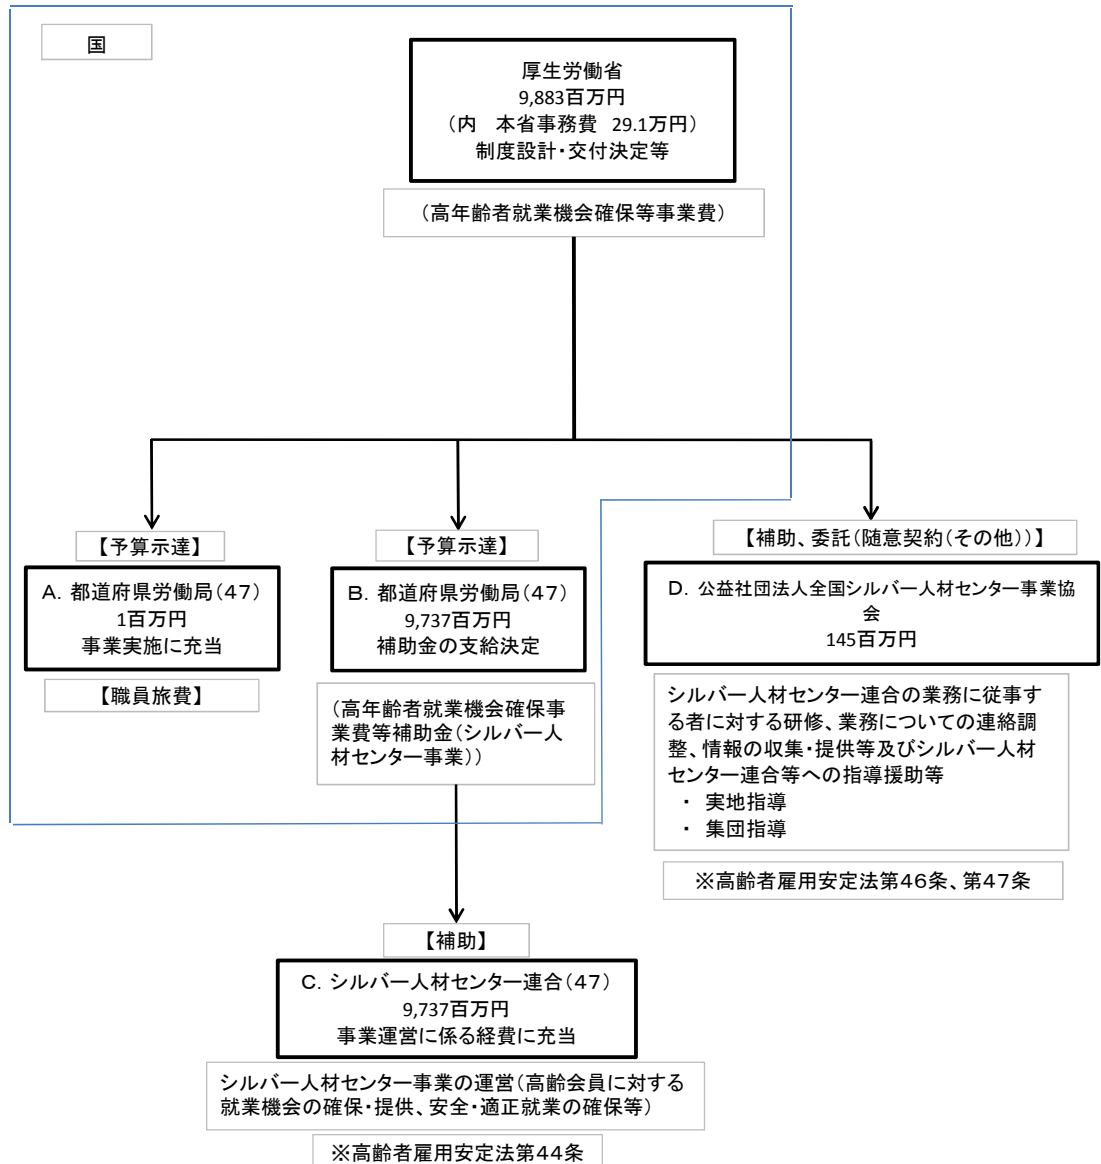 国
厚生労働省
9,883百万円
（内　本省事務費　29.1万円）
制度設計・交付決定等
（高年齢者就業機会確保等事業費）
【予算示達】
A．都道府県労働局（47）
1百万円
事業実施に充当
【職員旅費】
【予算示達】
B．都道府県労働局（47）
9,737百万円
補助金の支給決定
（高年齢者就業機会確保事
業費等補助金（シルバー人
材センター事業））
【補助、委託（随意契約（その他））】
D．公益社団法人全国シルバー人材センター事業協
会
145百万円
シルバー人材センター連合の業務に従事す
る者に対する研修、業務についての連絡調
整、情報の収集・提供等及びシルバー人材
センター連合等への指導援助等
・　実地指導
・　集団指導
※高齢者雇用安定法第４６条、第４７条
【補助】
C．シルバー人材センター連合（47）
9,737百万円
事業運営に係る経費に充当
シルバー人材センター事業の運営（高齢会員に対する
就業機会の確保・提供、安全・適正就業の確保等）
※高齢者雇用安定法第４４条